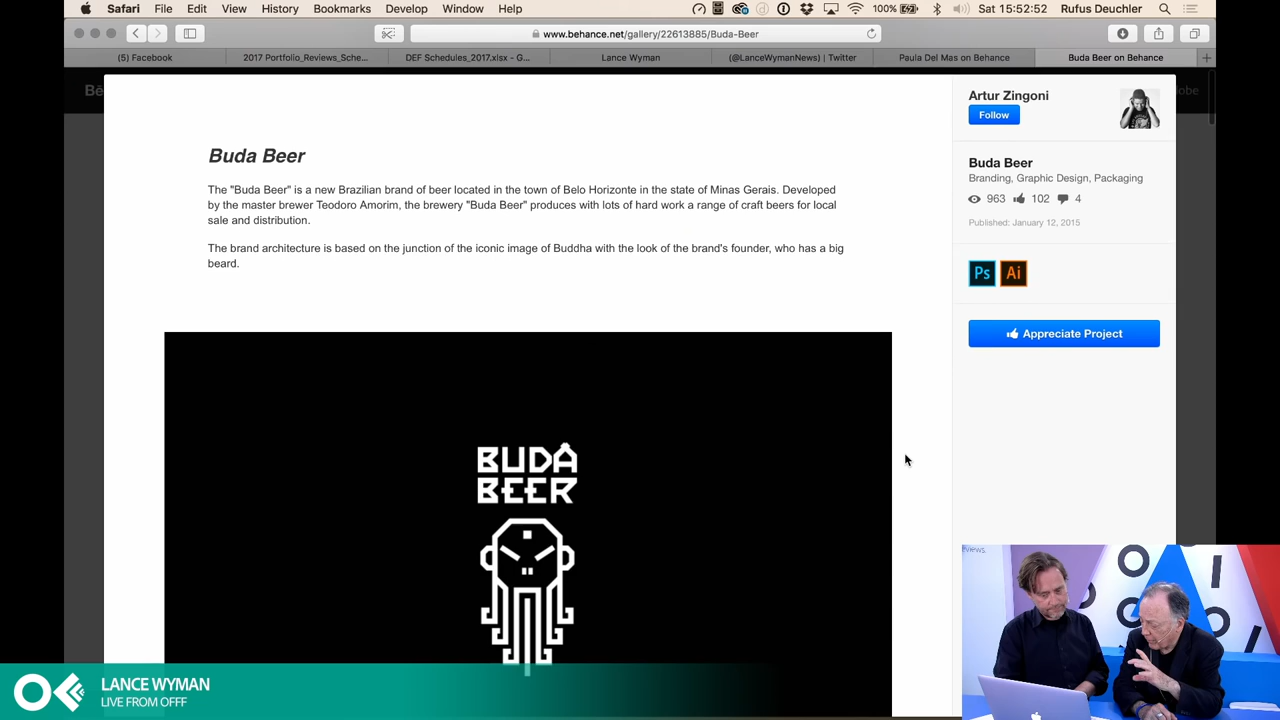 Safari File Edit View History Bookmarks Develop Window Help 100% Sat 15:52:52 Rufus Deuchler
www.behance.net/gallery/22613885/Buda-Beer
(5) Facebook 2017 Portfolio_Reviews_Sche... DEF Schedules_2017.xlsx - G... Lance Wyman (@LanceWymanNews) | Twitter Paula Del Mas on Behance Buda Beer on Behance
Artur Zingoni
Follow
Buda Beer
The "Buda Beer" is a new Brazilian brand of beer located in the town of Belo Horizonte in the state of Minas Gerais. Developed
by the master brewer Teodoro Amorim, the brewery "Buda Beer" produces with lots of hard work a range of craft beers for local
sale and distribution.
The brand architecture is based on the junction of the iconic image of Buddha with the look of the brand's founder, who has a big
beard.
Buda Beer
Branding, Graphic Design, Packaging
963 102 4
Published: January 12, 2015
Ps Ai
Appreciate Project
BUDÂ
BEER
LANCE WYMAN
LIVE FROM OFFF